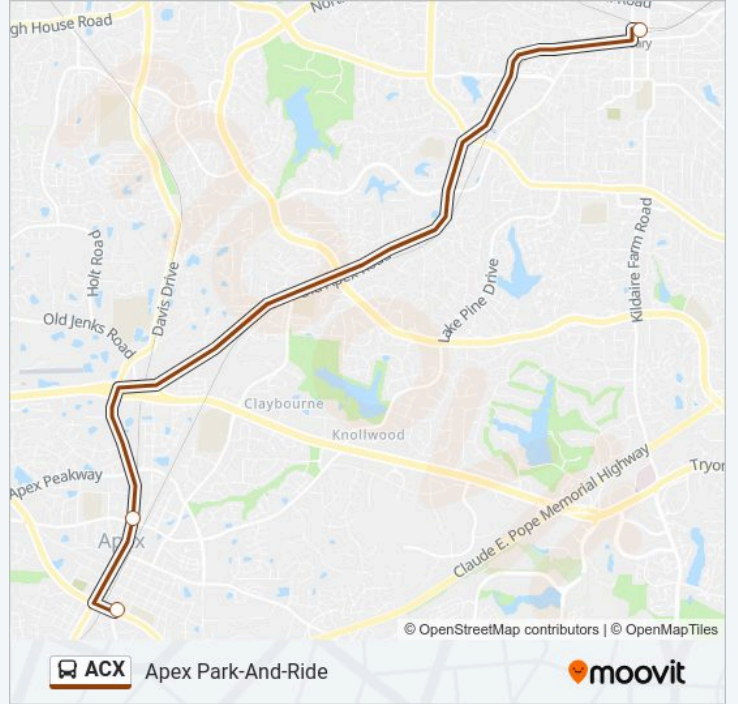 gh House Road
Road
Holt Road
Davis Drive
Old Jenks
Road
Lake Pine Drive
Kildaire Farm Road
Claybourne
Knollwood
Apex Peakway
Claude E. Pope Memorial Highway
Tryon
Apex
© OpenStreetMap contributors | © OpenMapTiles
ACX Apex Park-And-Ride
moovit